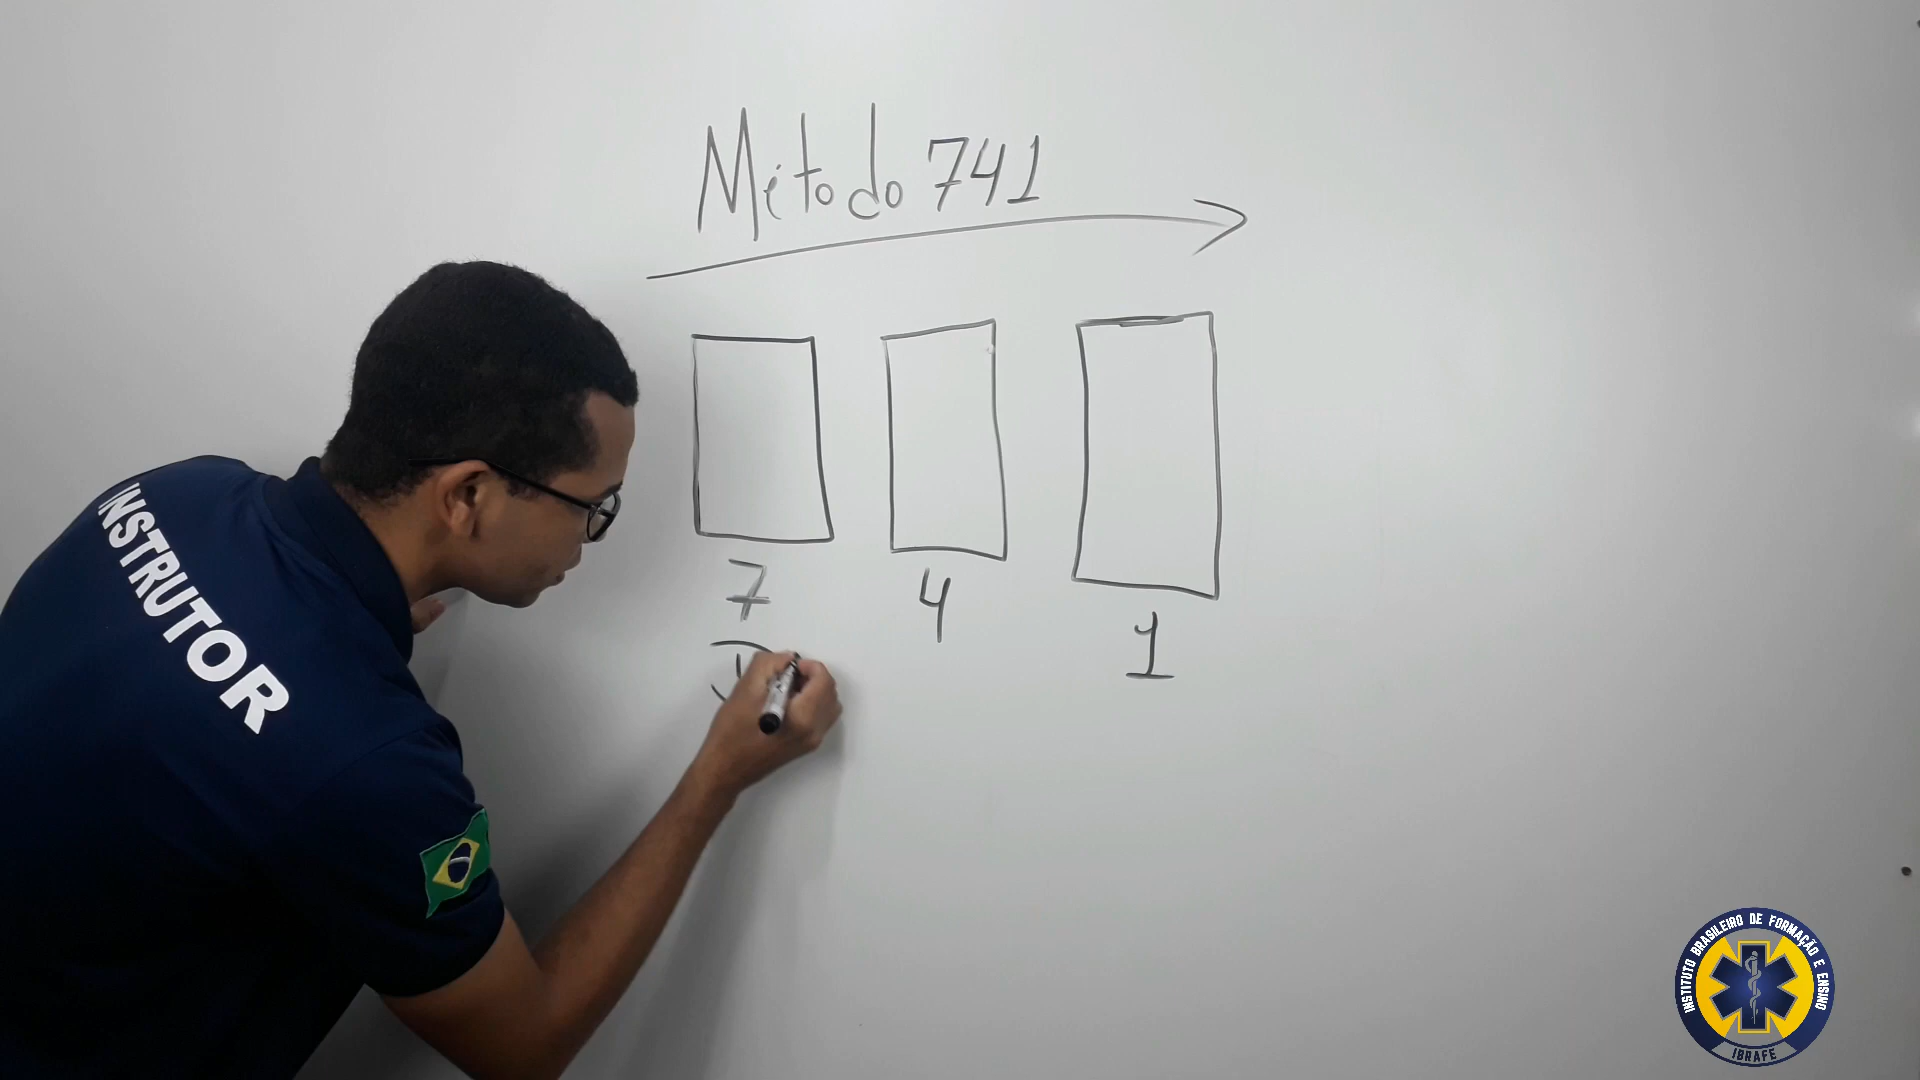 Método 741
7 4 1
D
INSTRUTOR
INSTITUTO BRASILEIRO DE FORMAÇÃO E ENSINO
IBRAFE